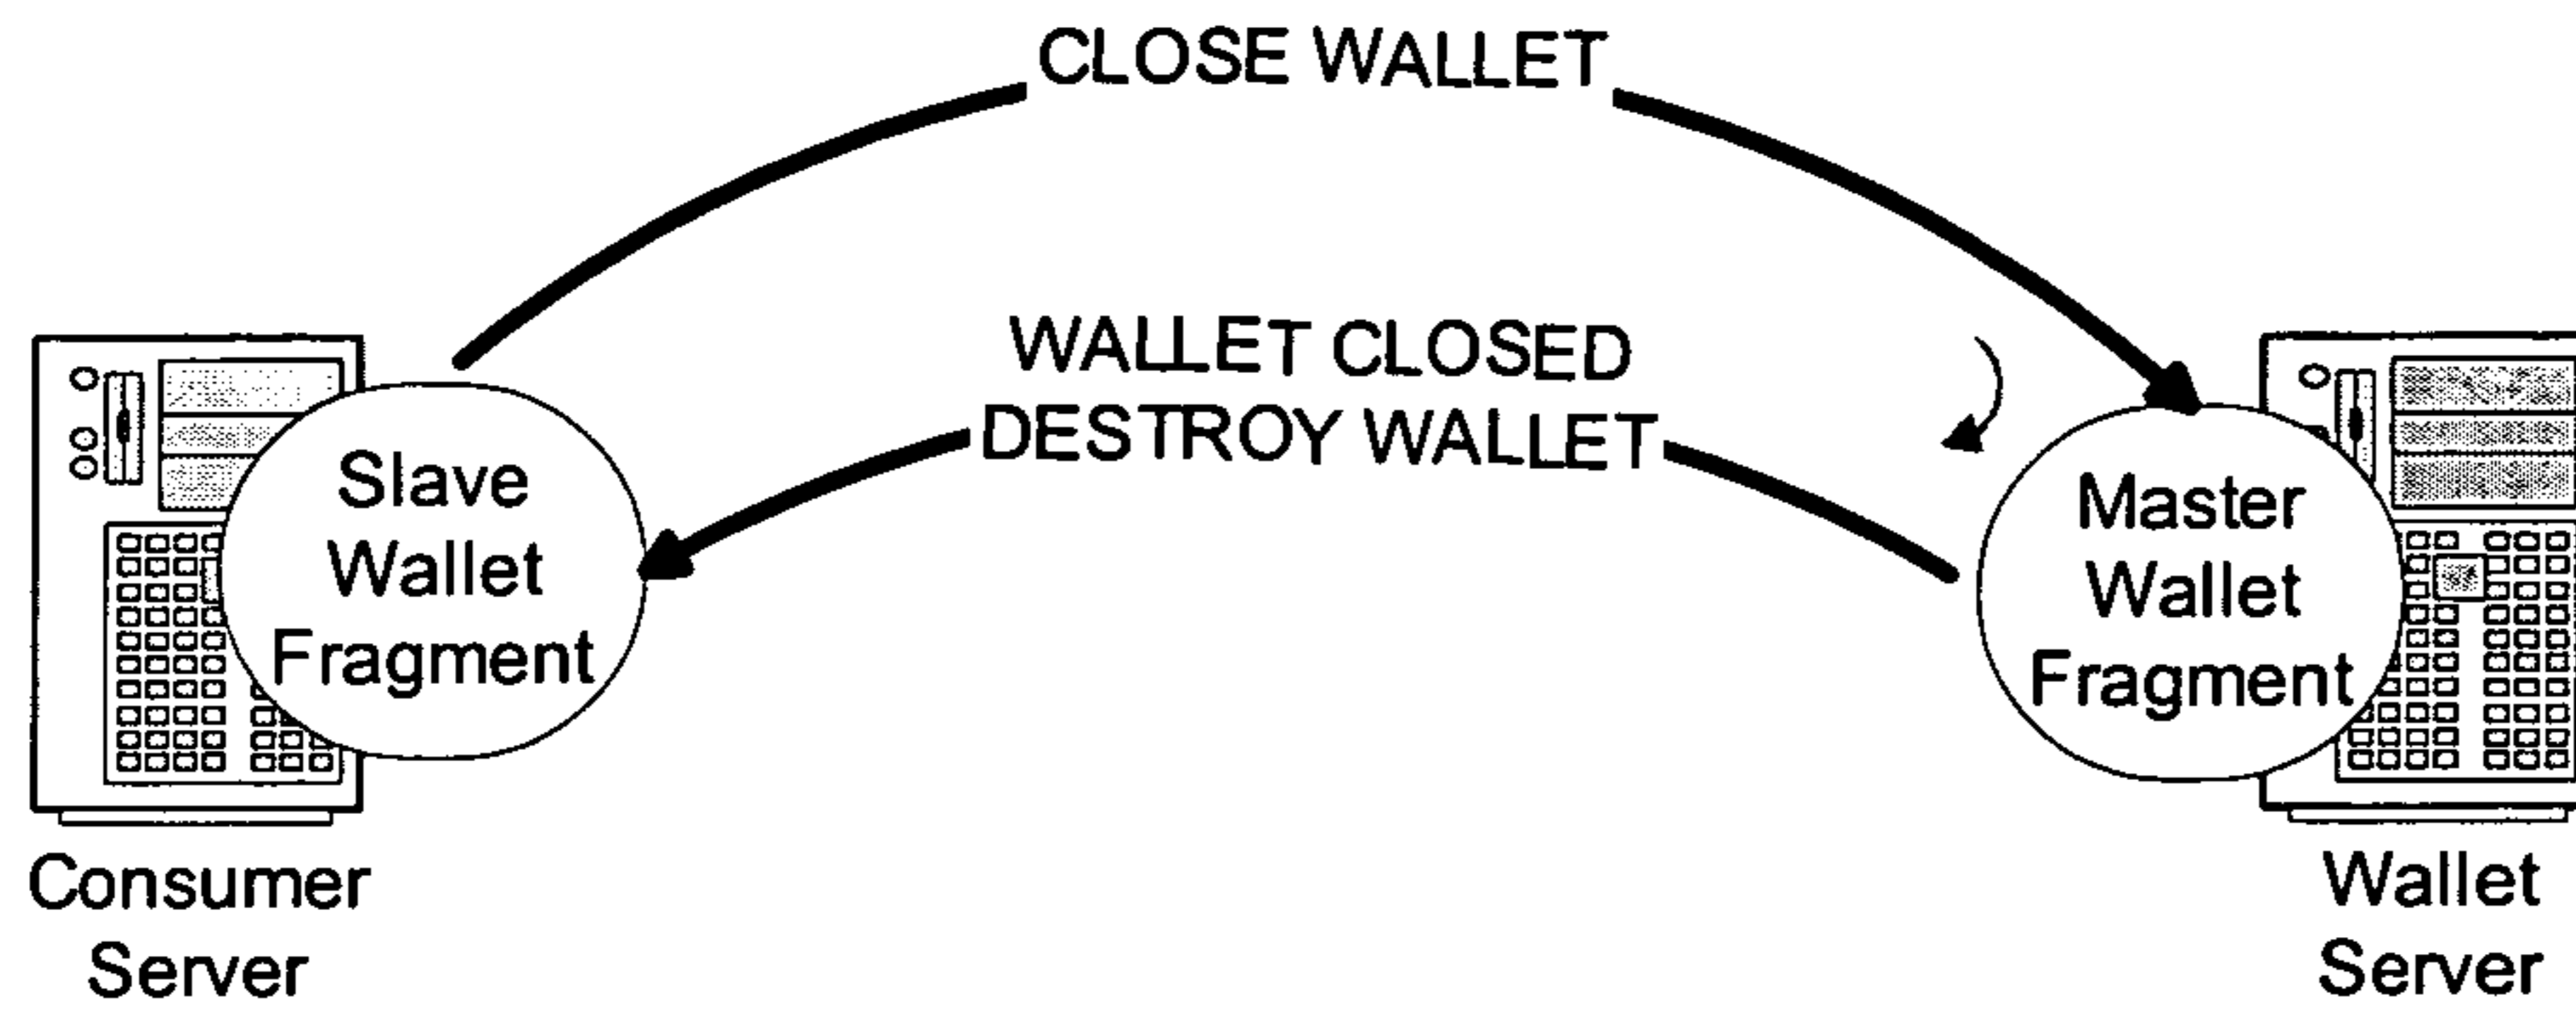 CLOSE WALLET
WALLET CLOSED
DESTROY WALLET
Slave
Wallet
Fragment
Master
Wallet
Fragment
Consumer
Server
Wallet
Server